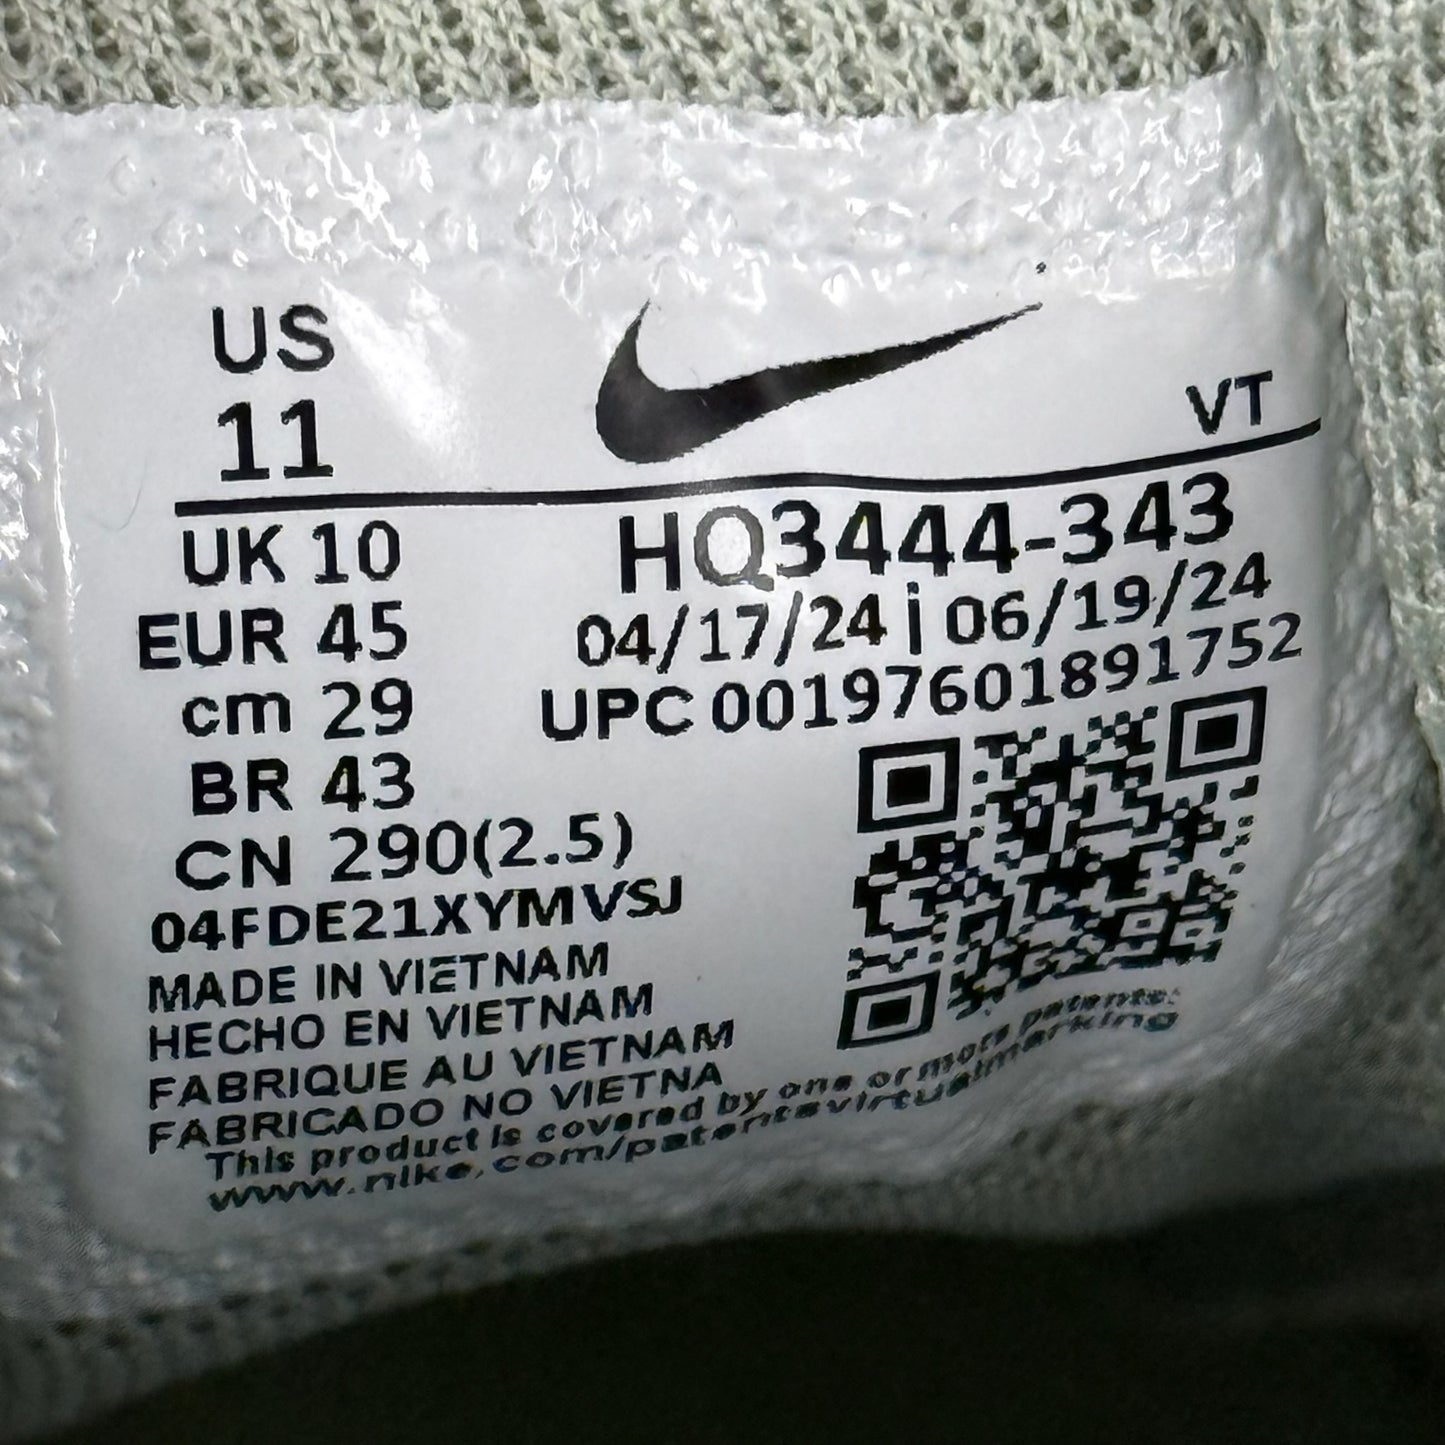 US
11
VT
UK 10
EUR 45
cm 29
BR 43
CN 290(2.5)
HQ3444-343
04/17/24 | 06/19/24
UPC 00197601891752
04FDE21XYMVSJ
MADE IN VIETNAM
HECHO EN VIETNAM
FABRIQUE AU VIETNAM
FABRICADO NO VIETNA
This product is covered by one or more patents:
www.nike.com/patentsvirtualmarking